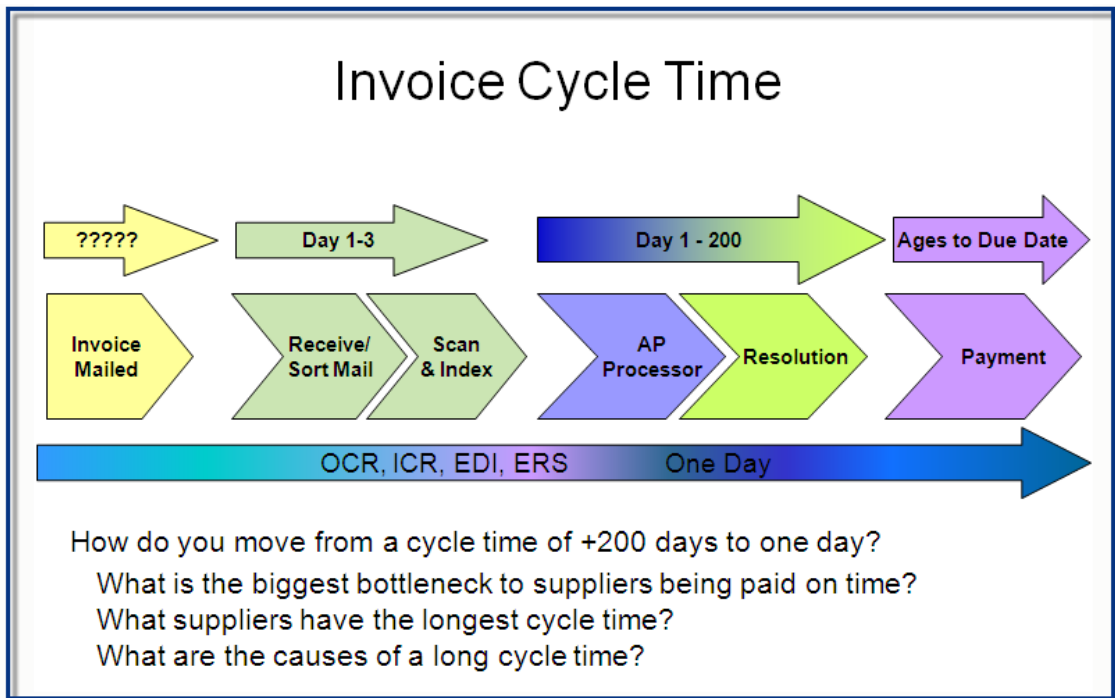 Invoice Cycle Time
?????
Day 1-3
Day 1 - 200
Ages to Due Date
Invoice
Mailed
Receive/
Sort Mail
Scan
& Index
AP
Processor
Resolution
Payment
OCR, ICR, EDI, ERS
One Day
How do you move from a cycle time of +200 days to one day?
What is the biggest bottleneck to suppliers being paid on time?
What suppliers have the longest cycle time?
What are the causes of a long cycle time?